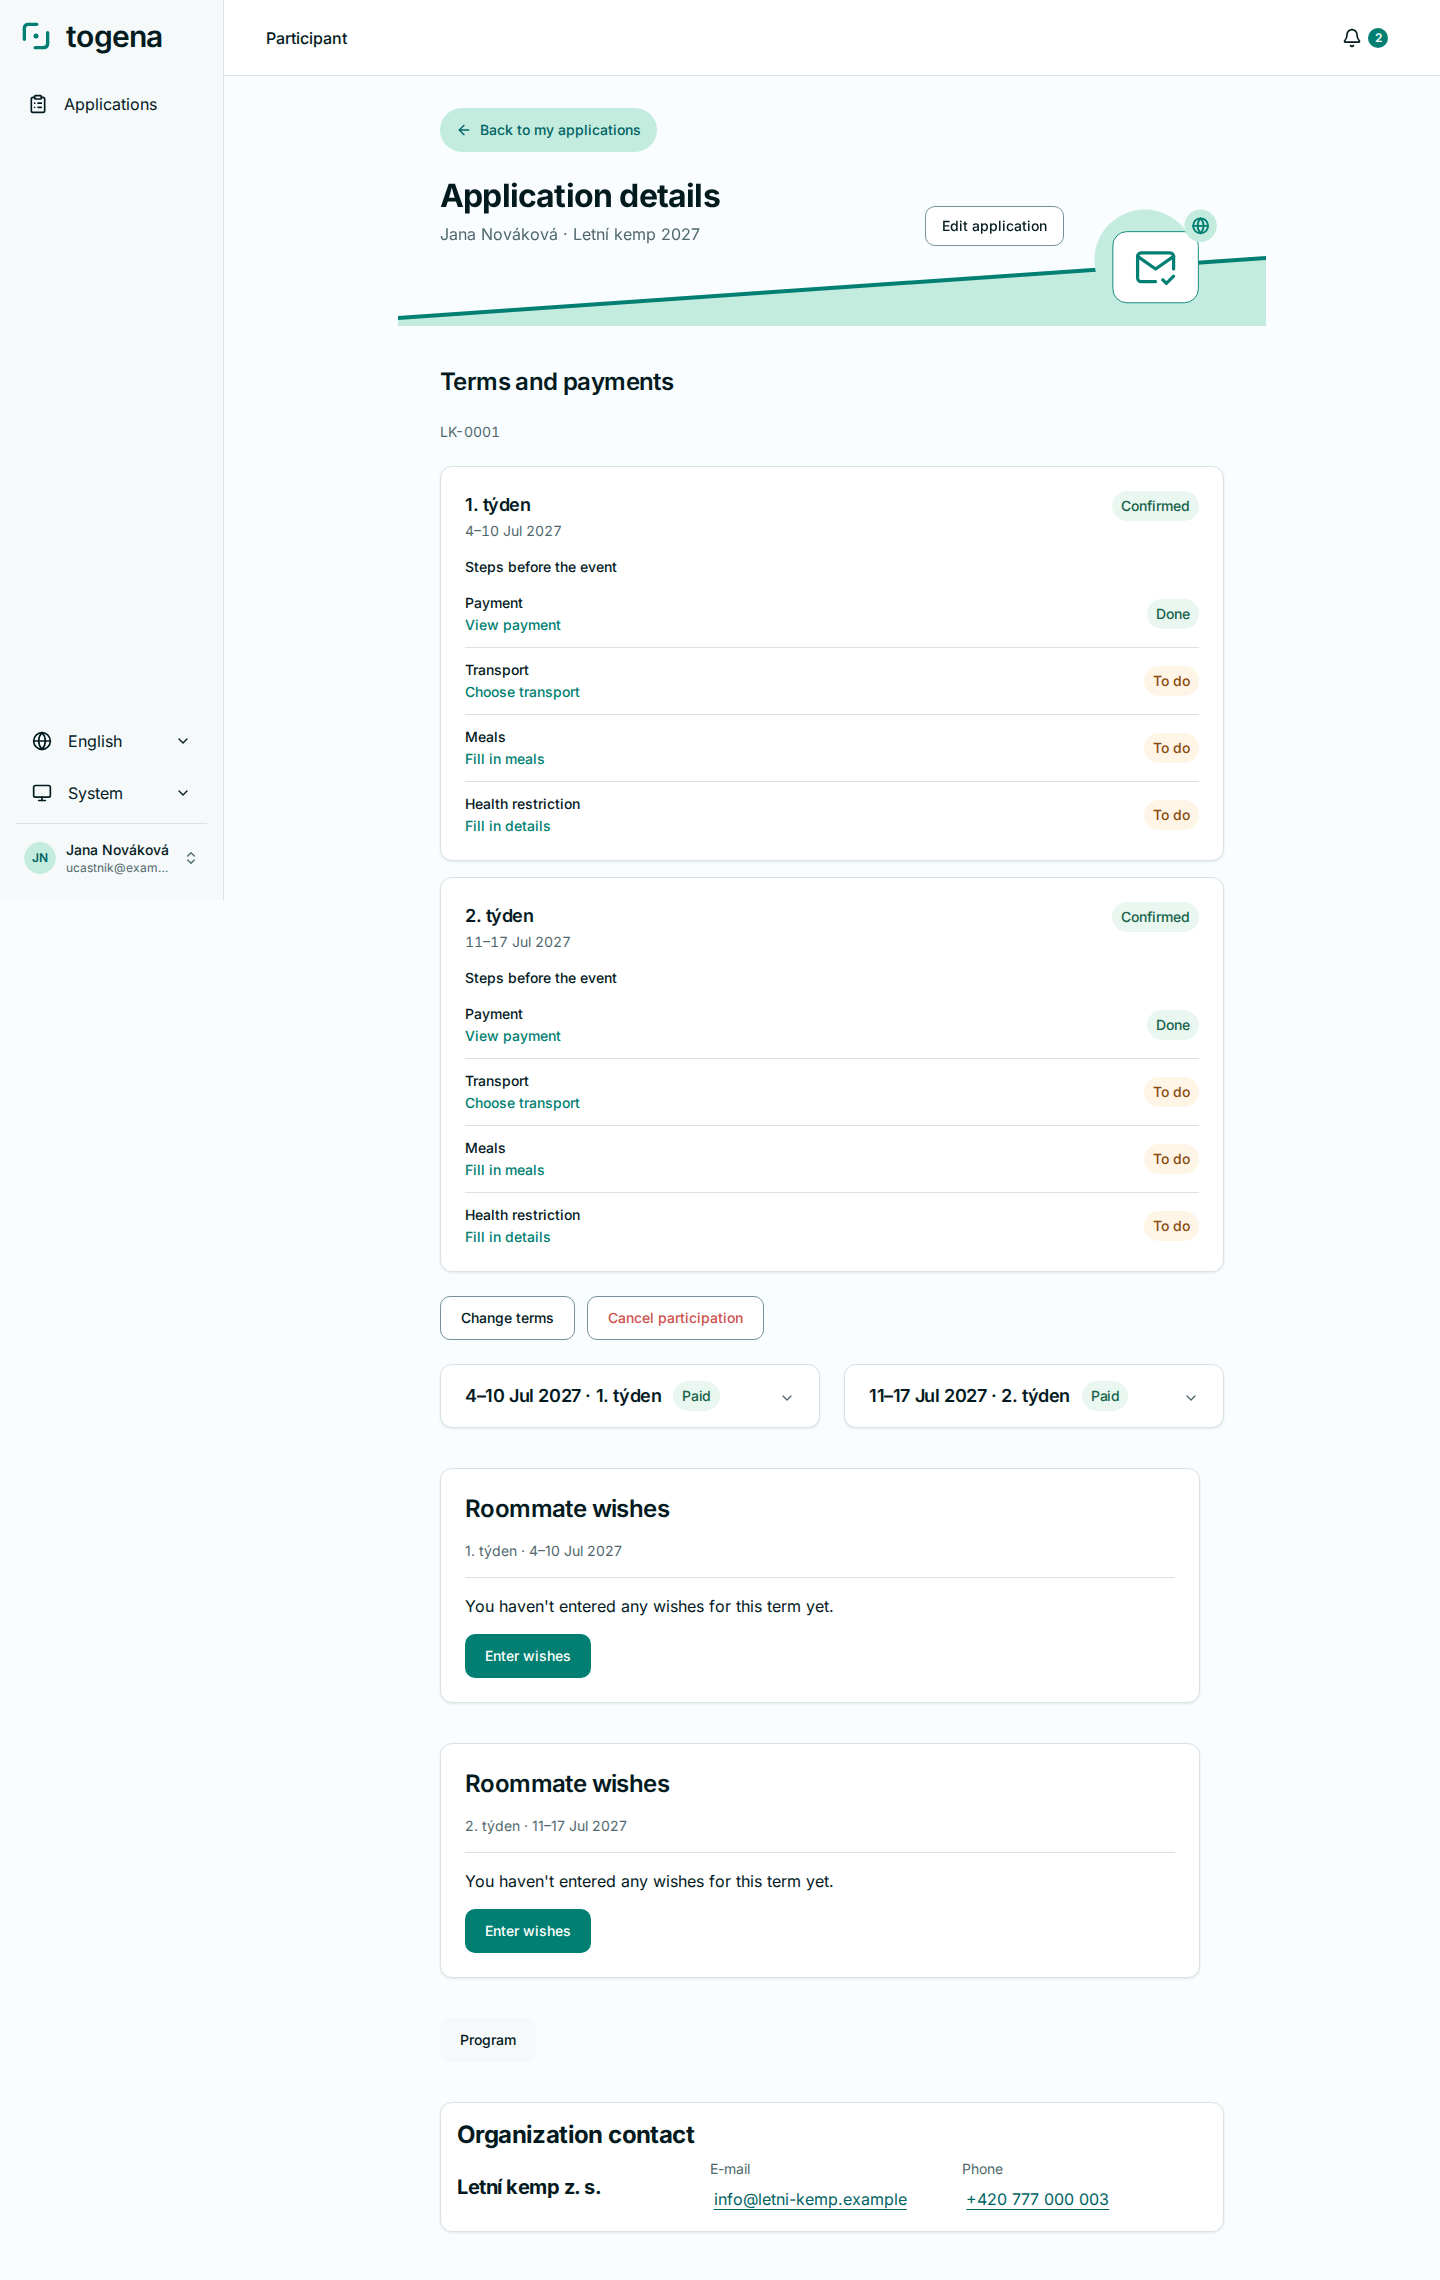 togena
Participant
2
Applications
Back to my applications
Application details
Jana Nováková · Letní kemp 2027
Edit application
Terms and payments
LK-0001
1. týden
Confirmed
4–10 Jul 2027
Steps before the event
Payment
View payment
Done
Transport
Choose transport
To do
Meals
Fill in meals
To do
Health restriction
Fill in details
To do
English
System
JN
Jana Nováková
ucastnik@exam...
2. týden
Confirmed
11–17 Jul 2027
Steps before the event
Payment
View payment
Done
Transport
Choose transport
To do
Meals
Fill in meals
To do
Health restriction
Fill in details
To do
Change terms
Cancel participation
4–10 Jul 2027 · 1. týden Paid
11–17 Jul 2027 · 2. týden Paid
Roommate wishes
1. týden · 4–10 Jul 2027
You haven't entered any wishes for this term yet.
Enter wishes
Roommate wishes
2. týden · 11–17 Jul 2027
You haven't entered any wishes for this term yet.
Enter wishes
Program
Organization contact
Letní kemp z. s.
E-mail
info@letni-kemp.example
Phone
+420 777 000 003